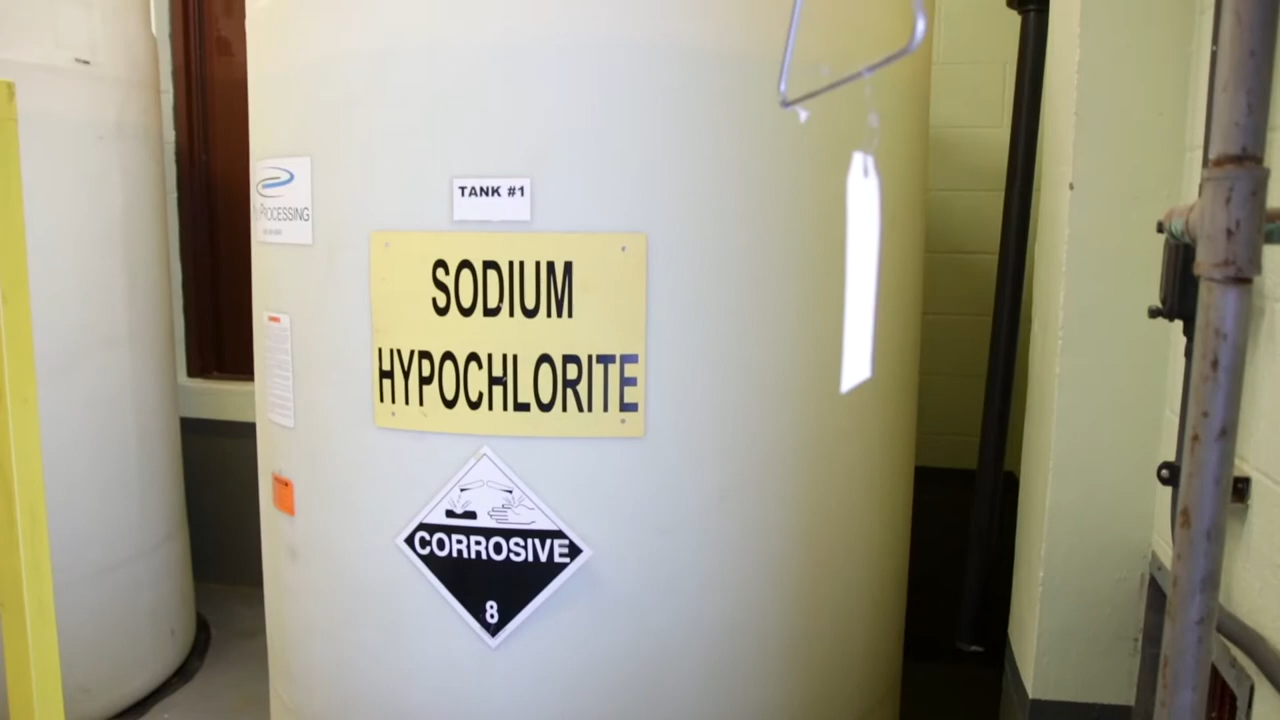 TANK #1
PROCESSING
SODIUM
HYPOCHLORITE
CORROSIVE
8